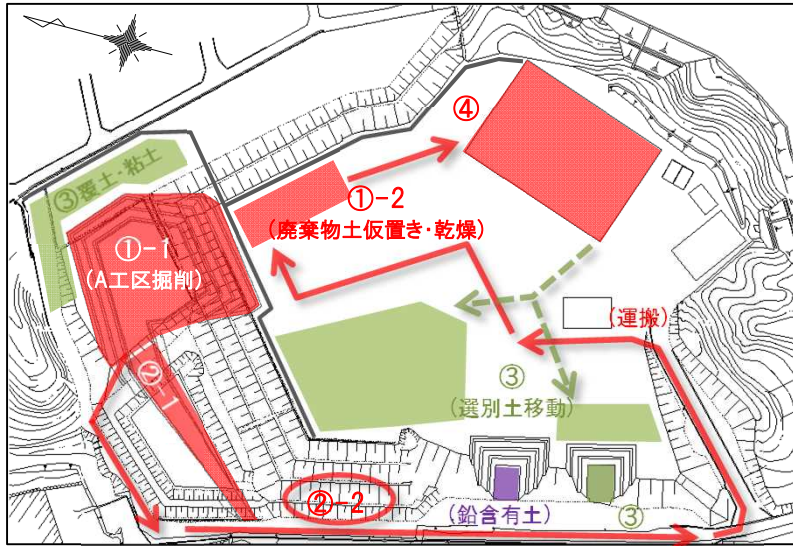 ④
③覆土・粘土
①-2
(廃棄物土仮置き・乾燥)
①-1
(A工区掘削)
(運搬)
②-1
③
(選別土移動)
②-2
(鉛含有土)
③